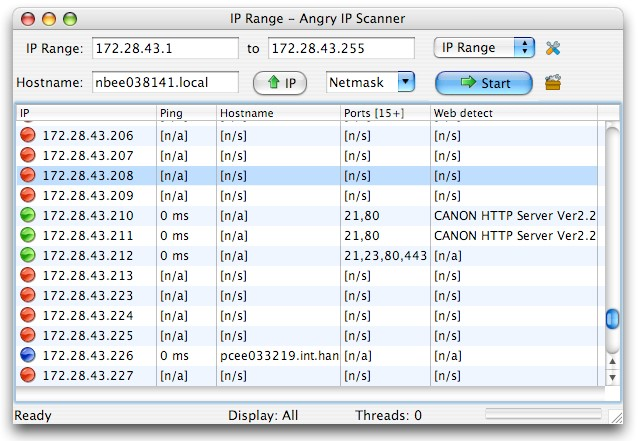 IP Range - Angry IP Scanner
IP Range: 172.28.43.1 to 172.28.43.255 IP Range
Hostname: nbee038141.local IP Netmask Start
IP Ping Hostname Ports [15+] Web detect
172.28.43.206 [n/a] [n/s] [n/s] [n/s]
172.28.43.207 [n/a] [n/s] [n/s] [n/s]
172.28.43.208 [n/a] [n/s] [n/s] [n/s]
172.28.43.209 [n/a] [n/s] [n/s] [n/s]
172.28.43.210 0 ms [n/a] 21,80 CANON HTTP Server Ver2.2
172.28.43.211 0 ms [n/a] 21,80 CANON HTTP Server Ver2.2
172.28.43.212 0 ms [n/a] 21,23,80,443 [n/a]
172.28.43.213 [n/a] [n/s] [n/s] [n/s]
172.28.43.223 [n/a] [n/s] [n/s] [n/s]
172.28.43.224 [n/a] [n/s] [n/s] [n/s]
172.28.43.225 [n/a] [n/s] [n/s] [n/s]
172.28.43.226 0 ms pcee033219.int.han [n/a] [n/a]
172.28.43.227 [n/a] [n/s] [n/s] [n/s]
Ready Display: All Threads: 0